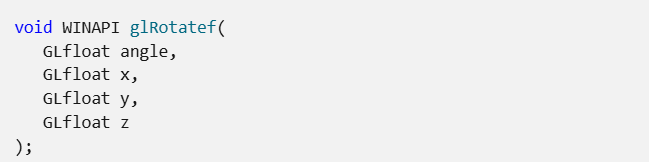 void WINAPI glRotatef(
   GLfloat angle,
   GLfloat x,
   GLfloat y,
   GLfloat z
);